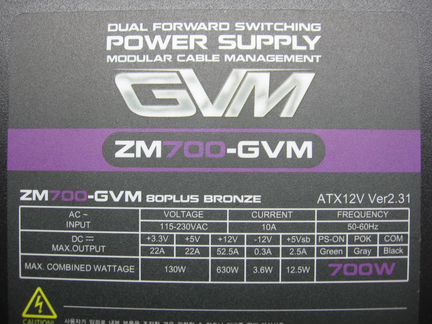 DUAL FORWARD SWITCHING
POWER SUPPLY
MODULAR CABLE MANAGEMENT
GVM
ZM700-GVM
ZM700-GVM 80PLUS BRONZE ATX12V Ver2.31
AC ~ INPUT VOLTAGE CURRENT FREQUENCY
115-230VAC 10A 50-60Hz
DC MAX.OUTPUT +3.3V +5V +12V -12V +5Vsb PS-ON POK COM
22A 22A 52.5A 0.3A 2.5A Green Gray Black
MAX. COMBINED WATTAGE 130W 630W 3.6W 12.5W 700W